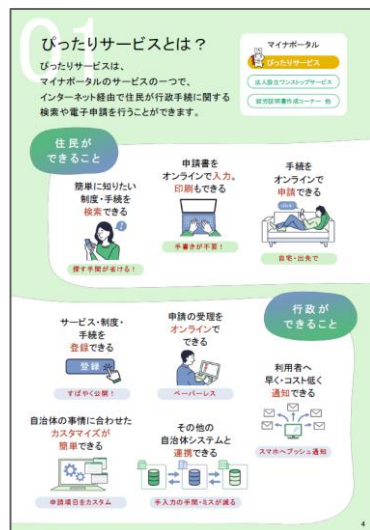 01
ぴったりサービスとは?
ぴったりサービスは、
マイナポータルのサービスの一つで、
インターネット経由で住民が行政手続に関する
検索や電子申請を行うことができます。
マイナポータル
ぴったりサービス
法人設立ワンストップサービス
就労証明書作成コーナー 他
住民が
できること
簡単に知りたい
制度・手続を
検索できる
探す手間が省ける!
申請書を
オンラインで入力。
印刷もできる
手書きが不要!
手続を
オンラインで
申請できる
自宅・出先で
行政が
できること
サービス・制度・
手続を
登録できる
登録
すばやく公開!
申請の受理を
オンラインで
できる
ペーパーレス
利用者へ
早く・コスト低く
通知できる
スマホへプッシュ通知
自治体の事情に合わせた
カスタマイズが
簡単できる
申請項目をカスタム
その他の
自治体システムと
連携できる
手入力の手間・ミスが減る
4